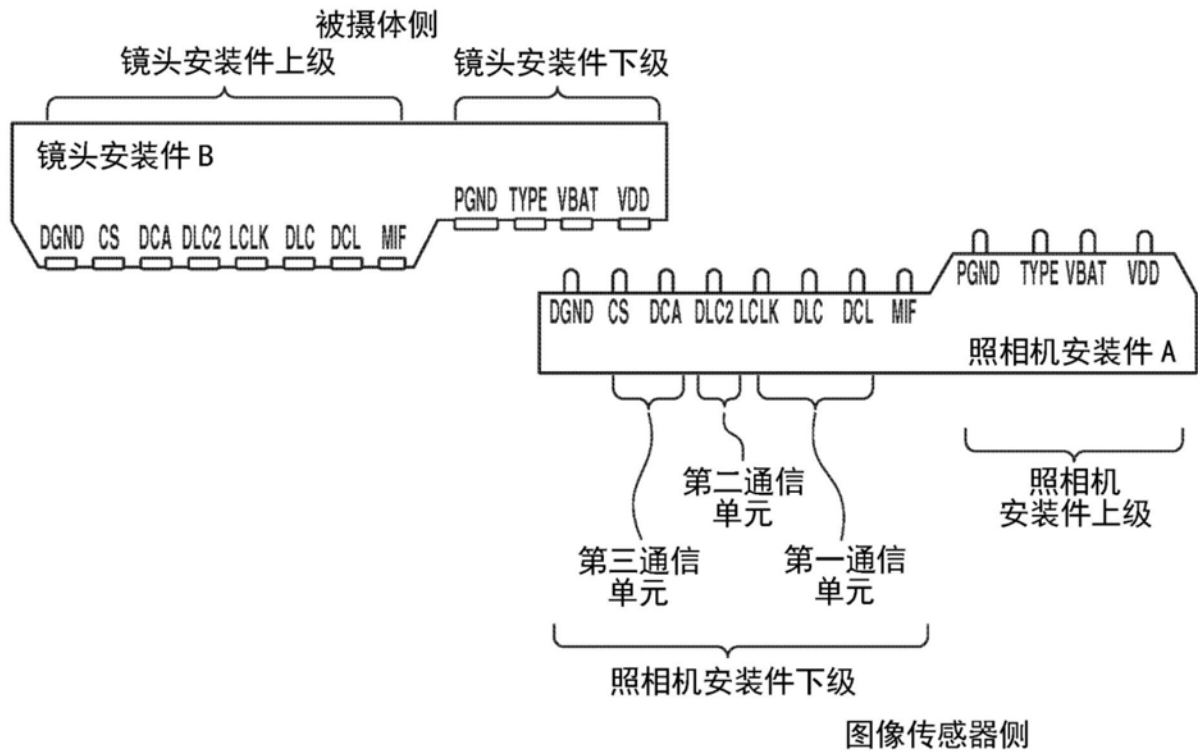 被摄体侧
镜头安装件上级
镜头安装件下级
镜头安装件 B
PGND TYPE VBAT VDD
DGND CS DCA DLC2 LCLK DLC DCL MIF
PGND TYPE VBAT VDD
DGND CS DCA DLC2 LCLK DLC DCL MIF
照相机安装件 A
第二通信
单元
照相机
安装件上级
第三通信
单元
第一通信
单元
照相机安装件下级
图像传感器侧